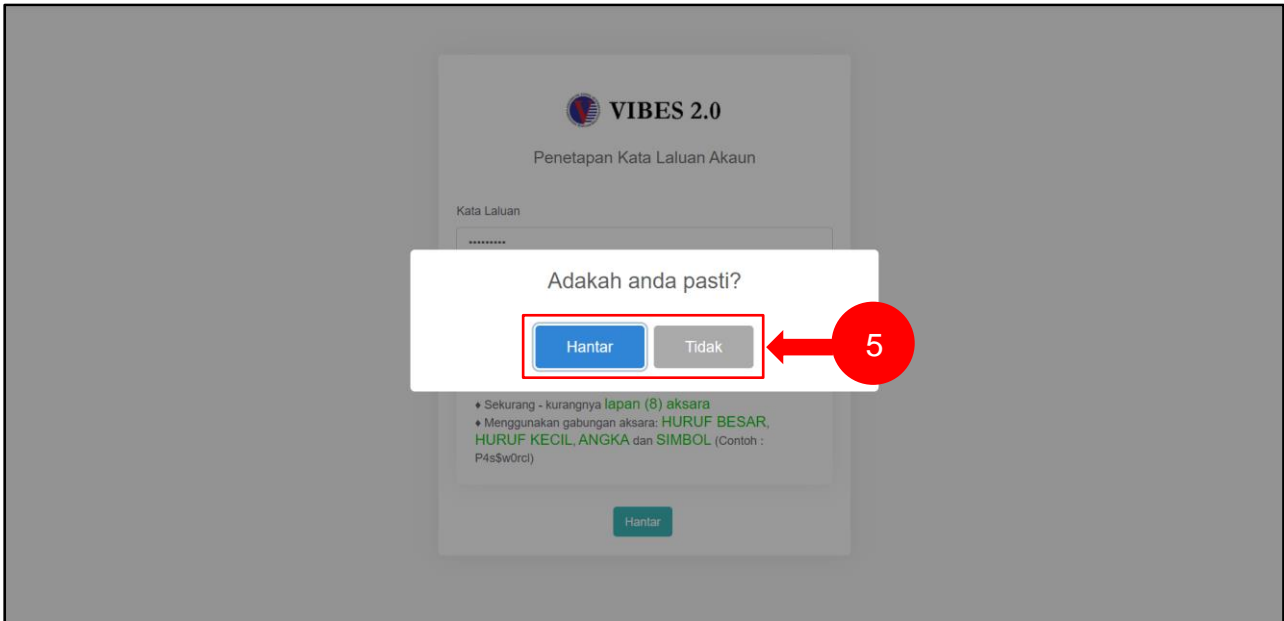 VIBES 2.0
Penetapan Kata Laluan Akaun
Kata Laluan
•••••••••
Adakah anda pasti?
Hantar
Tidak
5
♦ Sekurang - kurangnya lapan (8) aksara
♦ Menggunakan gabungan aksara: HURUF BESAR,
HURUF KECIL, ANGKA dan SIMBOL (Contoh :
P4s$w0rcl)
Hantar